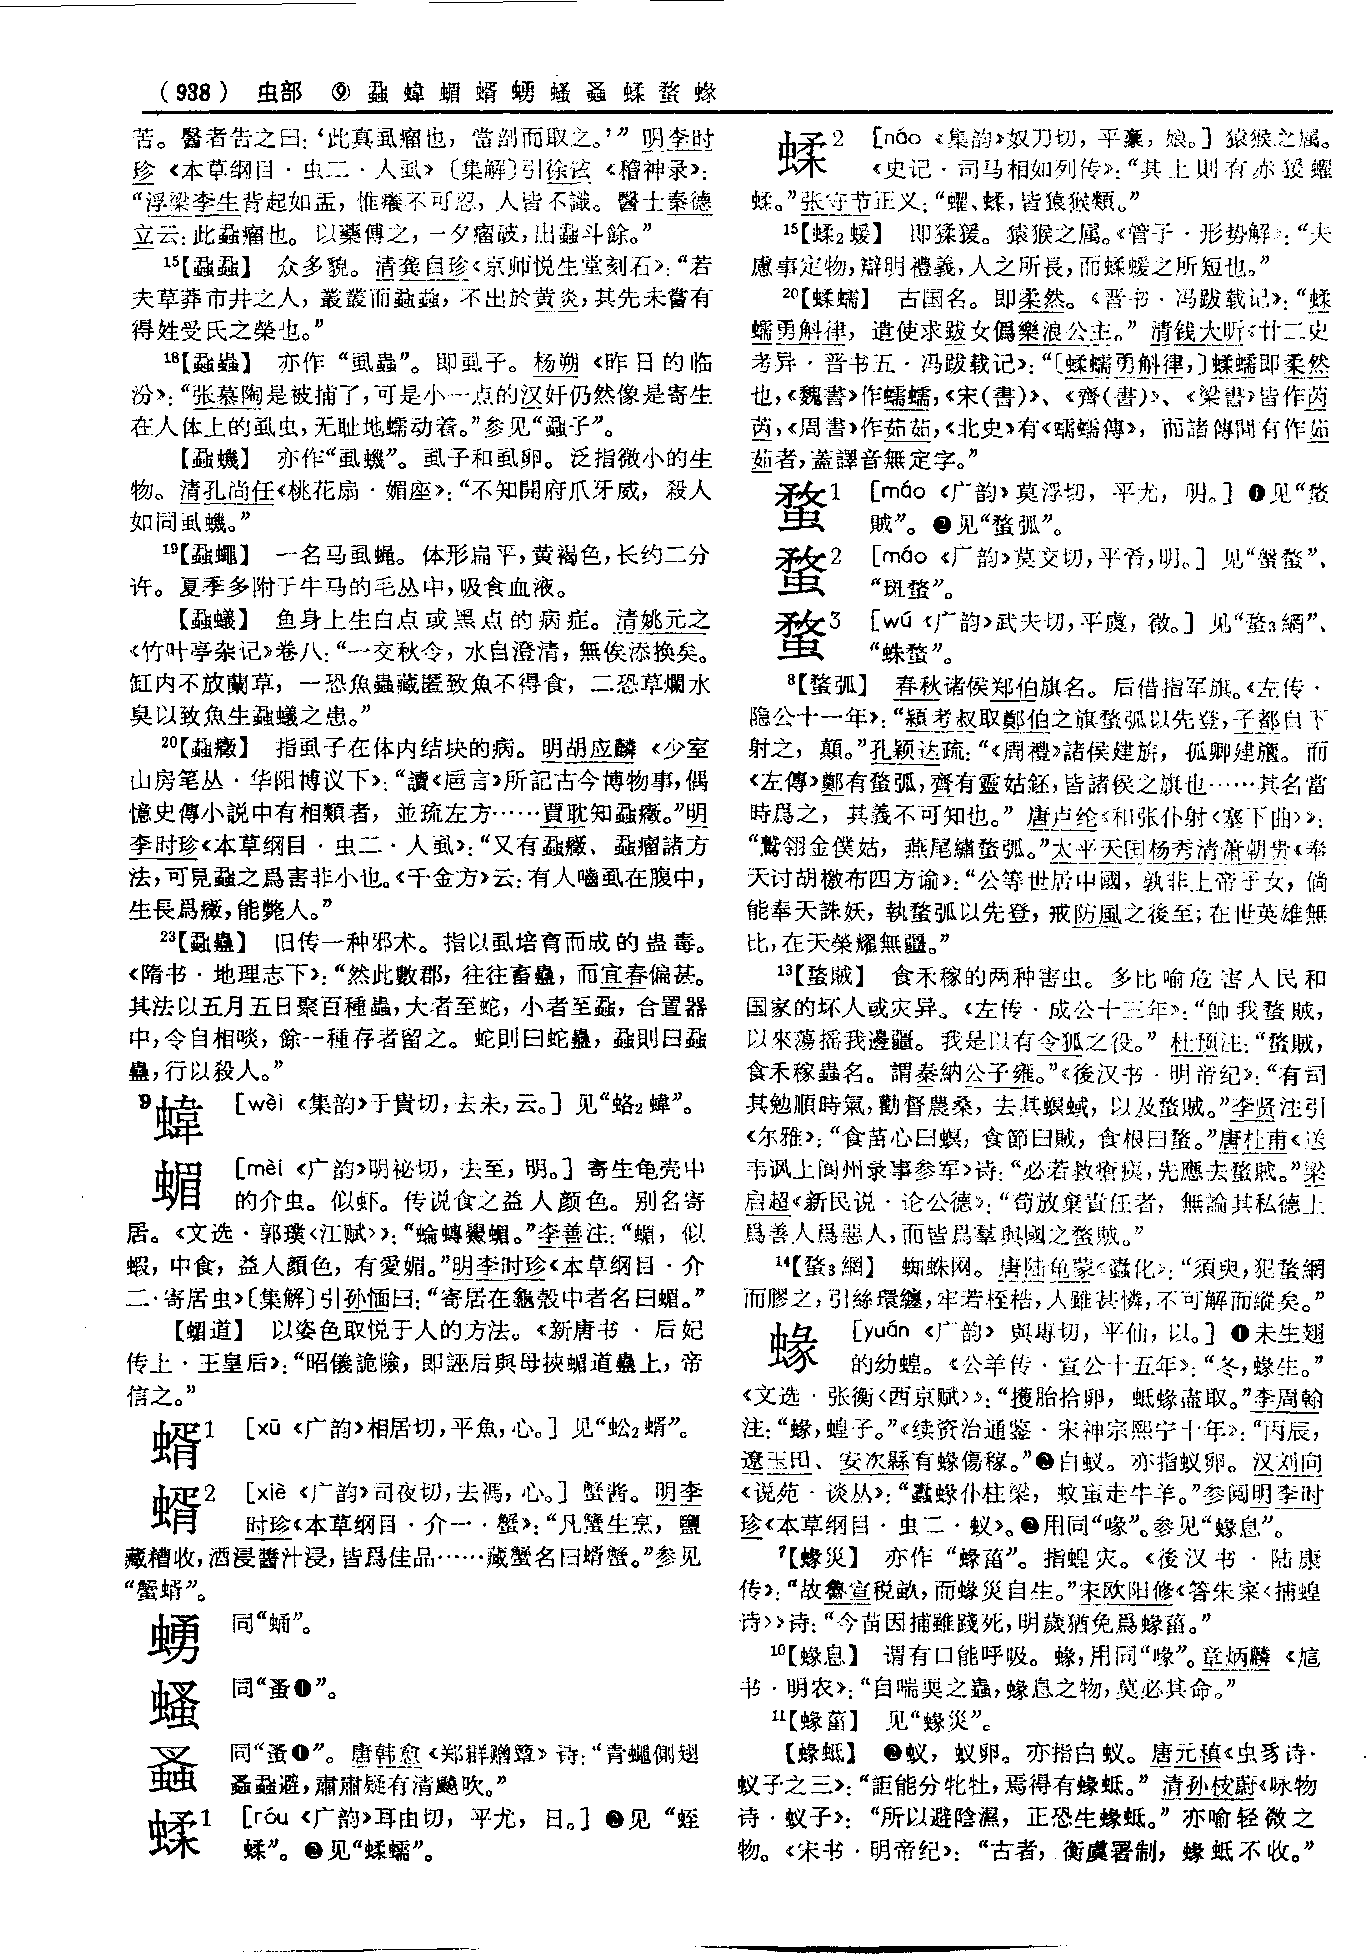 （938） 虫部 ⑨ 蝨蝩蝞蝑蝺螋蝨蝚蝥蝝
苦。醫者告之曰：‘此真虱瘤也，當剖而取之。’”明李时
珍《本草纲目·虫二·人虱》〔集解〕引徐铉《稽神录》：
“浮梁李生背起如盂，惟癢不可忍，人皆不識。醫士秦德
立云：此蝨瘤也。以藥傅之，一夕瘤破，出蝨斗餘。”
15【蝨蝨】 众多貌。清龚自珍《京师悦生堂刻石》：“若
夫草莽市井之人，叢叢而蝨蝨，不出於黄炎，其先未嘗有
得姓受氏之榮也。”
18【蝨蟲】 亦作“虱蟲”。即虱子。杨朔《昨日的临
汾》：“张慕陶是被捕了，可是小一点的汉奸仍然像是寄生
在人体上的虱虫，无耻地蠕动着。”参见“蝨子”。
【蝨蟣】 亦作“虱蟣”。虱子和虱卵。泛指微小的生
物。清孔尚任《桃花扇·媚座》：“不知開府爪牙威，殺人
如同虱蟣。”
19【蝨蠅】 一名马虱蝇。体形扁平，黄褐色，长约二分
许。夏季多附于牛马的毛丛中，吸食血液。
【蝨蟻】 鱼身上生白点或黑点的病症。清姚元之
《竹叶亭杂记》卷八：“一交秋令，水自澄清，無俟添换矣。
缸内不放蘭草，一恐魚蟲藏匿致魚不得食，二恐草爛水
臭以致魚生蝨蟻之患。”
20【蝨癥】 指虱子在体内结块的病。明胡应麟《少室
山房笔丛·华阳博议下》：“讀《巵言》所記古今博物事，偶
憶史傳小説中有相類者，並疏左方……賈耽知蝨癥。”明
李时珍《本草纲目·虫二·人虱》：“又有蝨癥、蝨瘤諸方
法，可見蝨之爲害非小也。《千金方》云：有人嚙虱在腹中，
生長爲癥，能斃人。”
23【蝨蠱】 旧传一种邪术。指以虱培育而成的蛊毒。
《隋书·地理志下》：“然此數郡，往往畜蠱，而宜春偏甚。
其法以五月五日聚百種蟲，大者至蛇，小者至蝨，合置器
中，令自相啖，餘一種存者留之。蛇則曰蛇蠱，蝨則曰蝨
蠱，行以殺人。”
9 蝟 [wèi《集韵》于貴切，去未，云。] 见“蛒2蝟”。
蝞 [mèi《广韵》明祕切，去至，明。] 寄生龟壳中
的介虫。似虾。传说食之益人颜色。别名寄
居。《文选·郭璞〈江赋〉》：“蜦𧏖鱟蝞。”李善注：“蝞，似
蝦，中食，益人顏色，有愛媚。”明李时珍《本草纲目·介
二·寄居虫》〔集解〕引孙愐曰：“寄居在龜殼中者名曰蝞。”
【蝞道】 以姿色取悦于人的方法。《新唐书·后妃
传上·王皇后》：“昭儀詭險，即誣后與母挾蝞道蠱上，帝
信之。”
蝑1 [xū《广韵》相居切，平魚，心。] 见“蚣2蝑”。
蝑2 [xiè《广韵》司夜切，去禡，心。] 蟹酱。明李
时珍《本草纲目·介一·蟹》：“凡蟹生烹，鹽
藏糟收，酒浸醬汁浸，皆爲佳品……藏蟹名曰蝑蟹。”参见
“蟹蝑”。
蝺 同“蛹”。
螋 同“蚤❶”。
蝨 同“蚤❶”。唐韩愈《郑群赠簟》诗：“青蠅側翅
蚤蝨避，肅肅疑有清飈吹。”
蝚1 [róu《广韵》耳由切，平尤，日。] ❶见“蛭
蝚”。❷见“蝚蠕”。
蝚2 [náo《集韵》奴刀切，平豪，娘。] 猿猴之属。
《史记·司马相如列传》：“其上則有赤猨蠷
蝚。”张守节正义：“蠷、蝚，皆猿猴類。”
15【蝚2蝯】 即猱猨。猿猴之属。《管子·形势解》：“夫
慮事定物，辯明禮義，人之所長，而蝚蝯之所短也。”
20【蝚蠕】 古国名。即柔然。《晋书·冯跋载记》：“蝚
蠕勇斛律，遣使求跋女僞樂浪公主。”清钱大昕《廿二史
考异·晋书五·冯跋载记》：“〔蝚蠕勇斛律，〕蝚蠕即柔然
也，《魏書》作蠕蠕，《宋（書）》、《齊（書）》、《梁書》皆作芮
芮，《周書》作茹茹，《北史》有《蠕蠕傳》，而諸傳間有作茹
茹者，蓋譯音無定字。”
蝥1 [máo《广韵》莫浮切，平尤，明。] ❶见“蝥
賊”。❷见“蝥弧”。
蝥2 [máo《广韵》莫交切，平肴，明。] 见“蟹蝥”、
“斑蝥”。
蝥3 [wú《广韵》武夫切，平虞，微。] 见“蝥3網”、
“蛛蝥”。
8【蝥弧】 春秋诸侯郑伯旗名。后借指军旗。《左传·
隐公十一年》：“穎考叔取鄭伯之旗蝥弧以先登，子都自下
射之，顛。”孔颖达疏：“《周禮》諸侯建旂，孤卿建旜。而
《左傳》鄭有蝥弧，齊有靈姑鉟，皆諸侯之旗也……其名當
時爲之，其義不可知也。”唐卢纶《和张仆射〈塞下曲〉》：
“鷲翎金僕姑，燕尾繡蝥弧。”太平天国杨秀清萧朝贵《奉
天讨胡檄布四方谕》：“公等世居中國，孰非上帝子女，倘
能奉天誅妖，執蝥弧以先登，戒防風之後至；在世英雄無
比，在天榮耀無疆。”
13【蝥賊】 食禾稼的两种害虫。多比喻危害人民和
国家的坏人或灾异。《左传·成公十三年》：“帥我蝥賊，
以來蕩摇我邊疆。我是以有令狐之役。”杜预注：“蝥賊，
食禾稼蟲名。謂秦納公子雍。”《後汉书·明帝纪》：“有司
其勉順時氣，勸督農桑，去其螟蜮，以及蝥賊。”李贤注引
《尔雅》：“食苗心曰螟，食節曰賊，食根曰蝥。”唐杜甫《送
韦讽上阆州录事参军》诗：“必若救瘡痍，先應去蝥賊。”梁
启超《新民说·论公德》：“苟放棄責任者，無論其私德上
爲善人爲惡人，而皆爲羣與國之蝥賊。”
14【蝥3網】 蜘蛛网。唐陆龟蒙《蠹化》：“須臾，犯蝥網
而膠之，引絲環纏，牢若桎梏，人雖甚憐，不可解而縱矣。”
蝝 [yuán《广韵》與專切，平仙，以。] ❶未生翅
的幼蝗。《公羊传·宣公十五年》：“冬，蝝生。”
《文选·张衡〈西京赋〉》：“擭胎拾卵，蚳蝝盡取。”李周翰
注：“蝝，蝗子。”《续资治通鉴·宋神宗熙宁十年》：“丙辰，
遼玉田、安次縣有蝝傷稼。”❷白蚁。亦指蚁卵。汉刘向
《说苑·谈丛》：“蠹蝝仆柱梁，蚊䖟走牛羊。”参阅明李时
珍《本草纲目·虫二·蚁》。❸用同“喙”。参见“蝝息”。
7【蝝災】 亦作“蝝菑”。指蝗灾。《後汉书·陆康
传》：“故魯宣税畝，而蝝災自生。”宋欧阳修《答朱寀〈捕蝗
诗〉》诗：“今苗因捕雖踐死，明歲猶免爲蝝菑。”
10【蝝息】 谓有口能呼吸。蝝，用同“喙”。章炳麟《訄
书·明农》：“自喘耎之蟲，蝝息之物，莫必其命。”
11【蝝菑】 见“蝝災”。
【蝝蚳】 ❷蚁，蚁卵。亦指白蚁。唐元稹《虫豸诗·
蚁子之三》：“詎能分牝牡，焉得有蝝蚳。”清孙枝蔚《咏物
诗·蚁子》：“所以避陰濕，正恐生蝝蚳。”亦喻轻微之
物。《宋书·明帝纪》：“古者，衡虞置制，蝝蚳不收。”